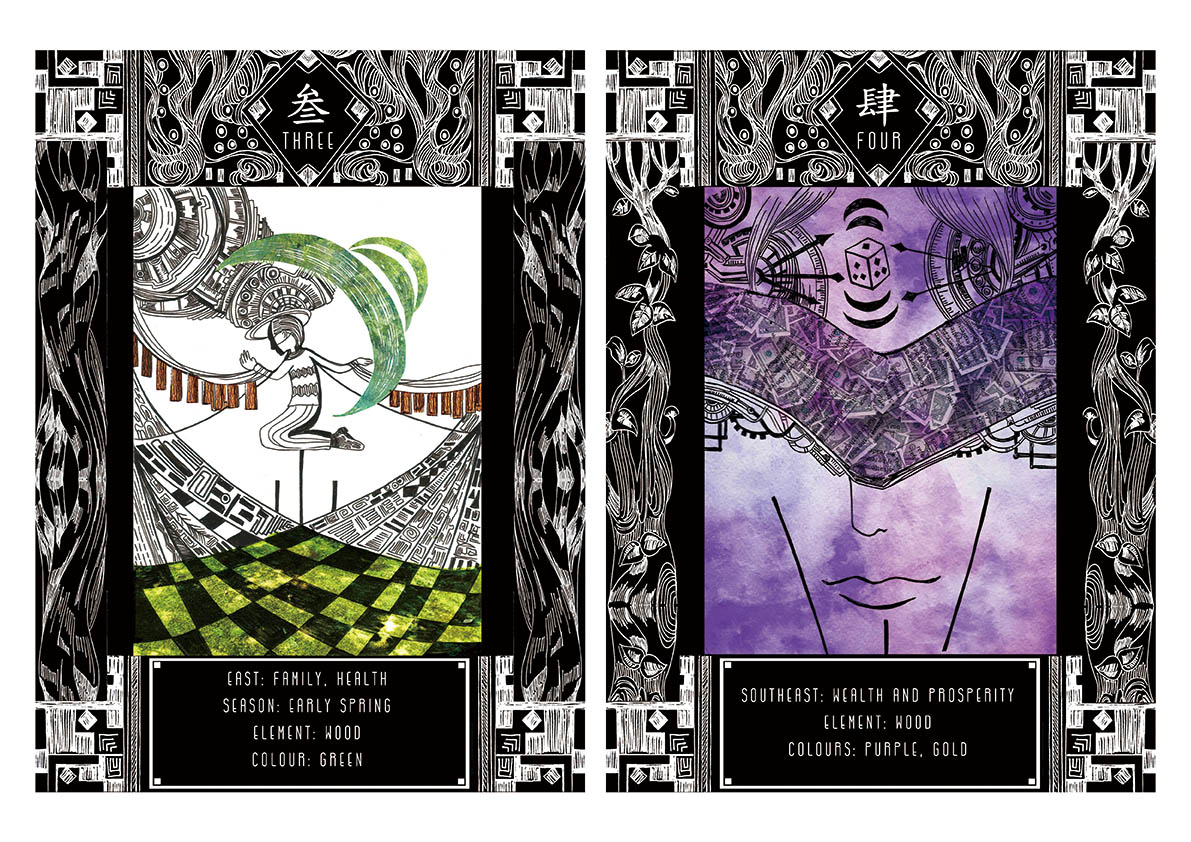 叁
THREE
EAST: FAMILY, HEALTH
SEASON: EARLY SPRING
ELEMENT: WOOD
COLOUR: GREEN
肆
FOUR
SOUTHEAST: WEALTH AND PROSPERITY
ELEMENT: WOOD
COLOURS: PURPLE, GOLD